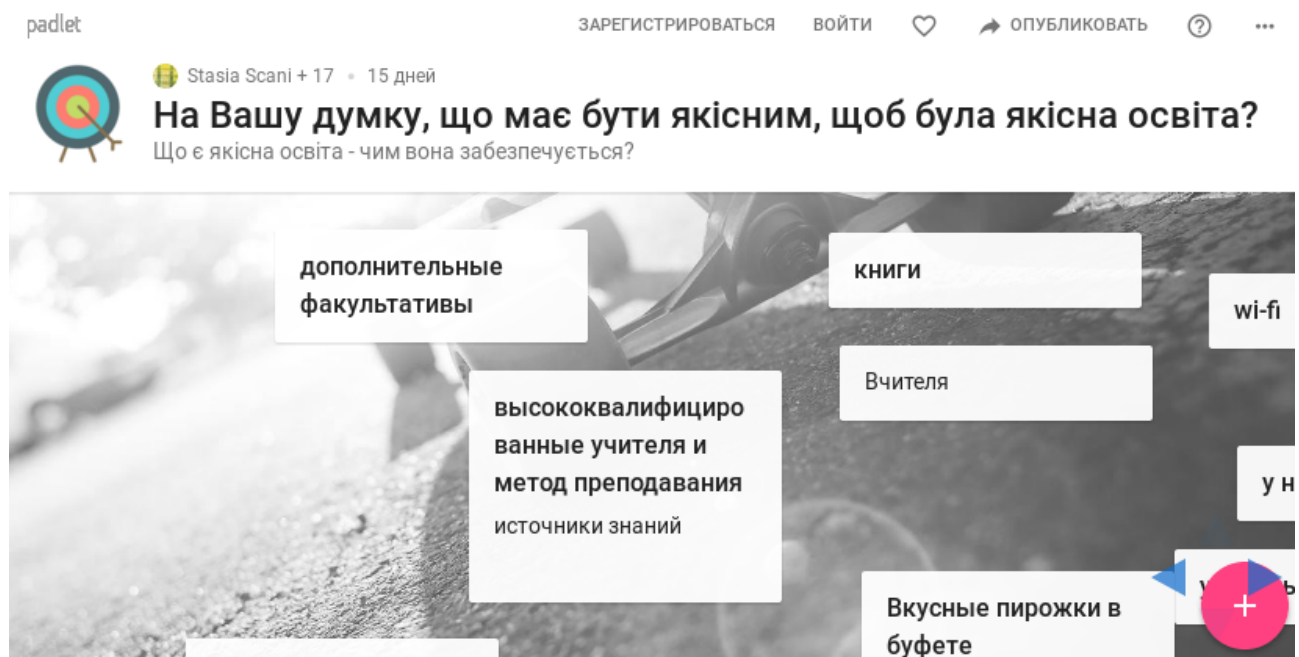 padlet
ЗАРЕГИСТРИРОВАТЬСЯ ВОЙТИ ОПУБЛИКОВАТЬ
Stasia Scani + 17 • 15 дней
На Вашу думку, що має бути якісним, щоб була якісна освіта?
Що є якісна освіта - чим вона забезпечується?
дополнительные
факультативы
книги
wi-fi
Вчителя
высококвалифициро
ванные учителя и
метод преподавания
источники знаний
у н
Вкусные пирожки в
буфете